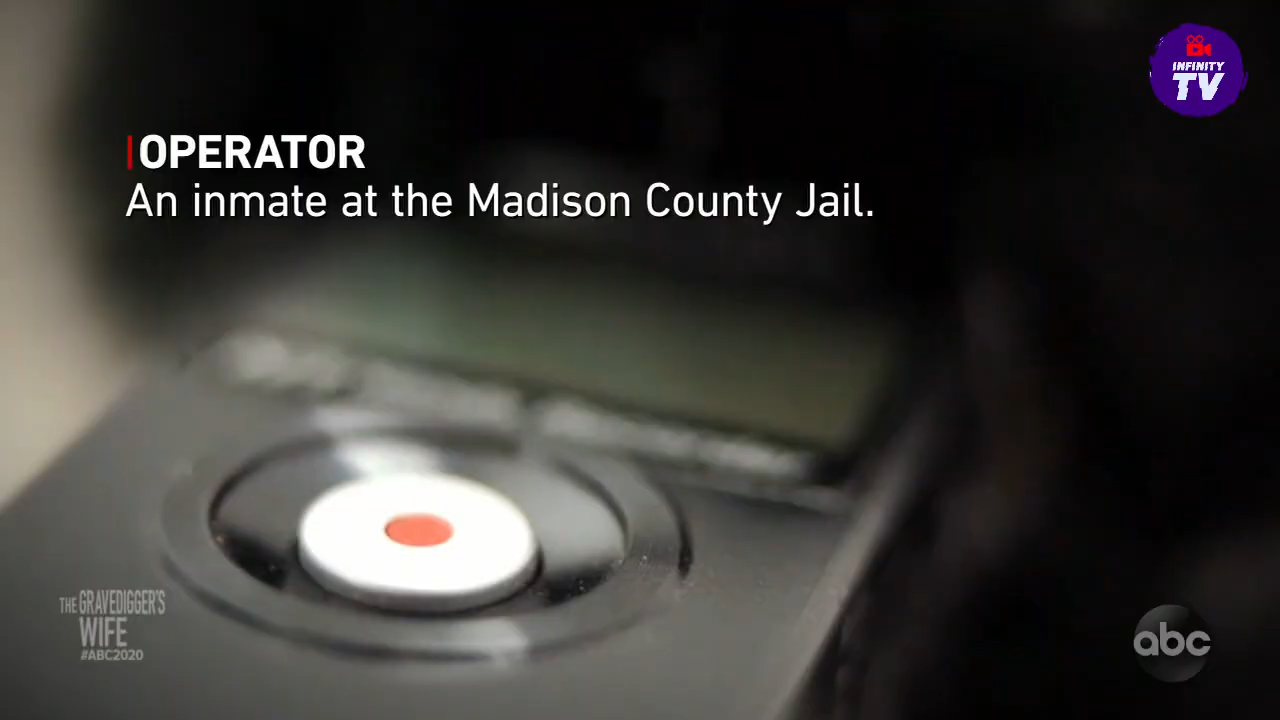 INFINITY
TV
OPERATOR
An inmate at the Madison County Jail.
THE GRAVEDIGGER'S
WIFE
#ABC2020
abc